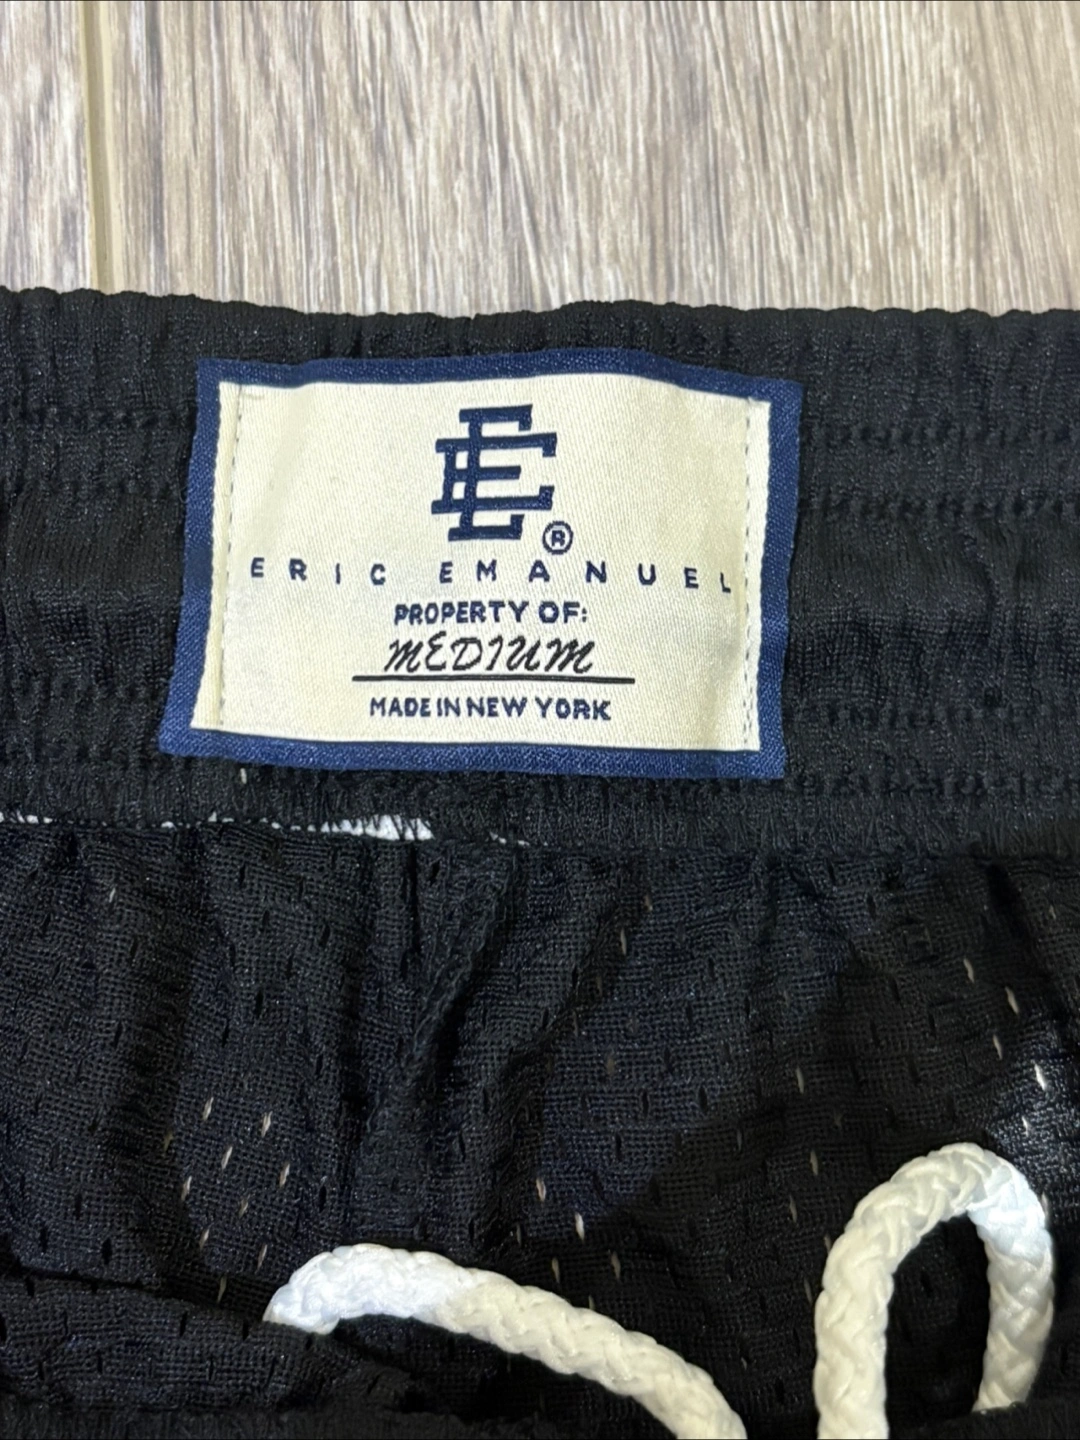 EE®
ERIC EMANUEL
PROPERTY OF:
MEDIUM
MADE IN NEW YORK